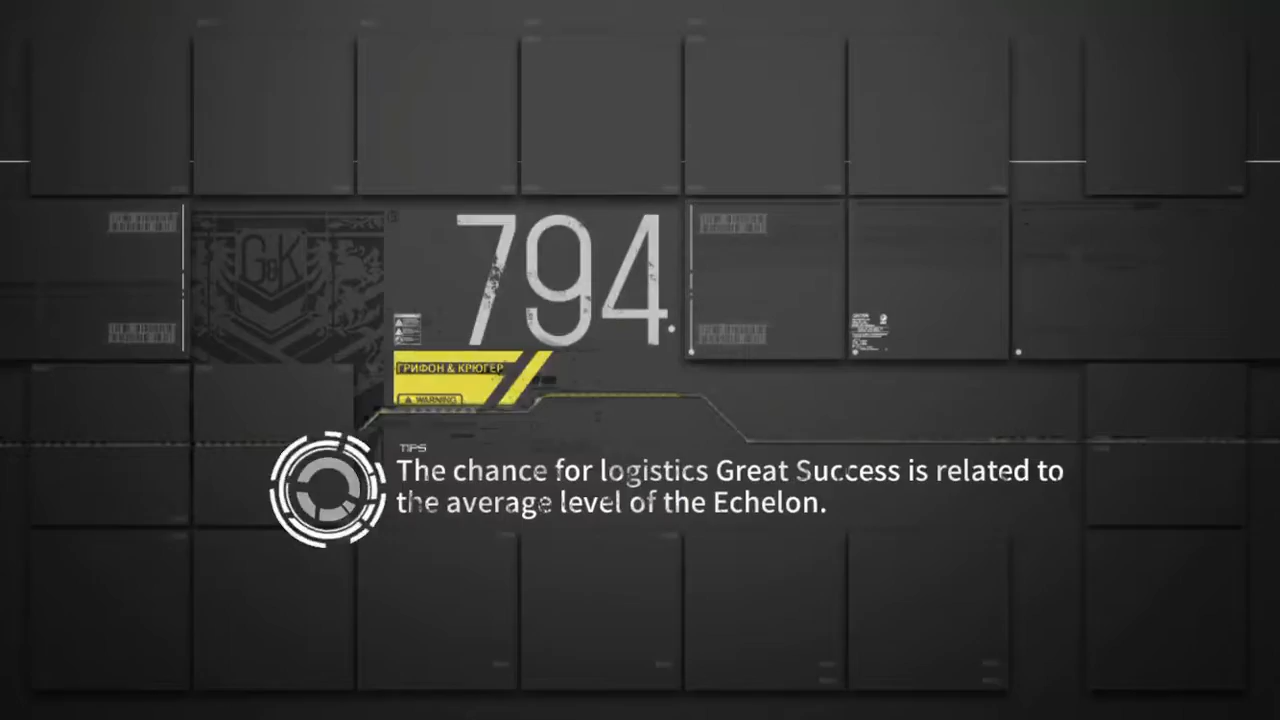 G&K
794.
ГРИФОН & КРЮГЕР
WARNING
TIPS
The chance for logistics Great Success is related to
the average level of the Echelon.